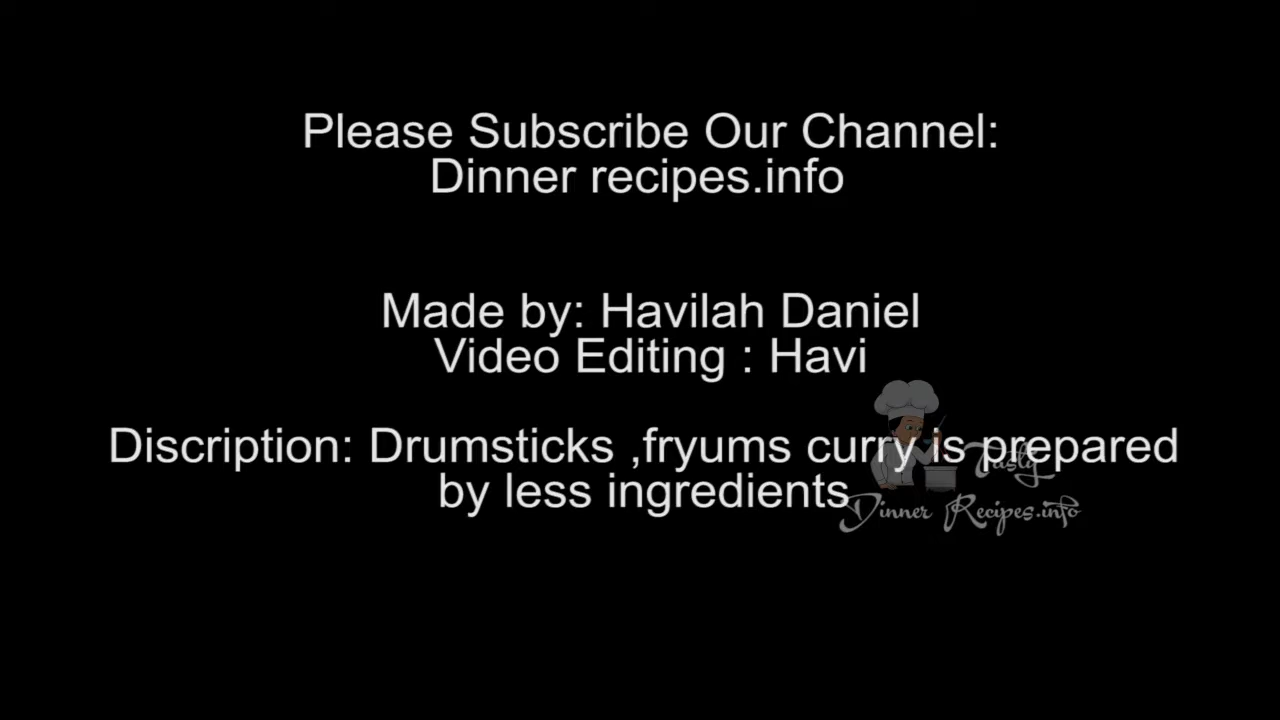 Please Subscribe Our Channel:
Dinner recipes.info
Made by: Havilah Daniel
Video Editing : Havi
Discription: Drumsticks ,fryums curry is prepared
by less ingredients
Tasty
Dinner Recipes.info